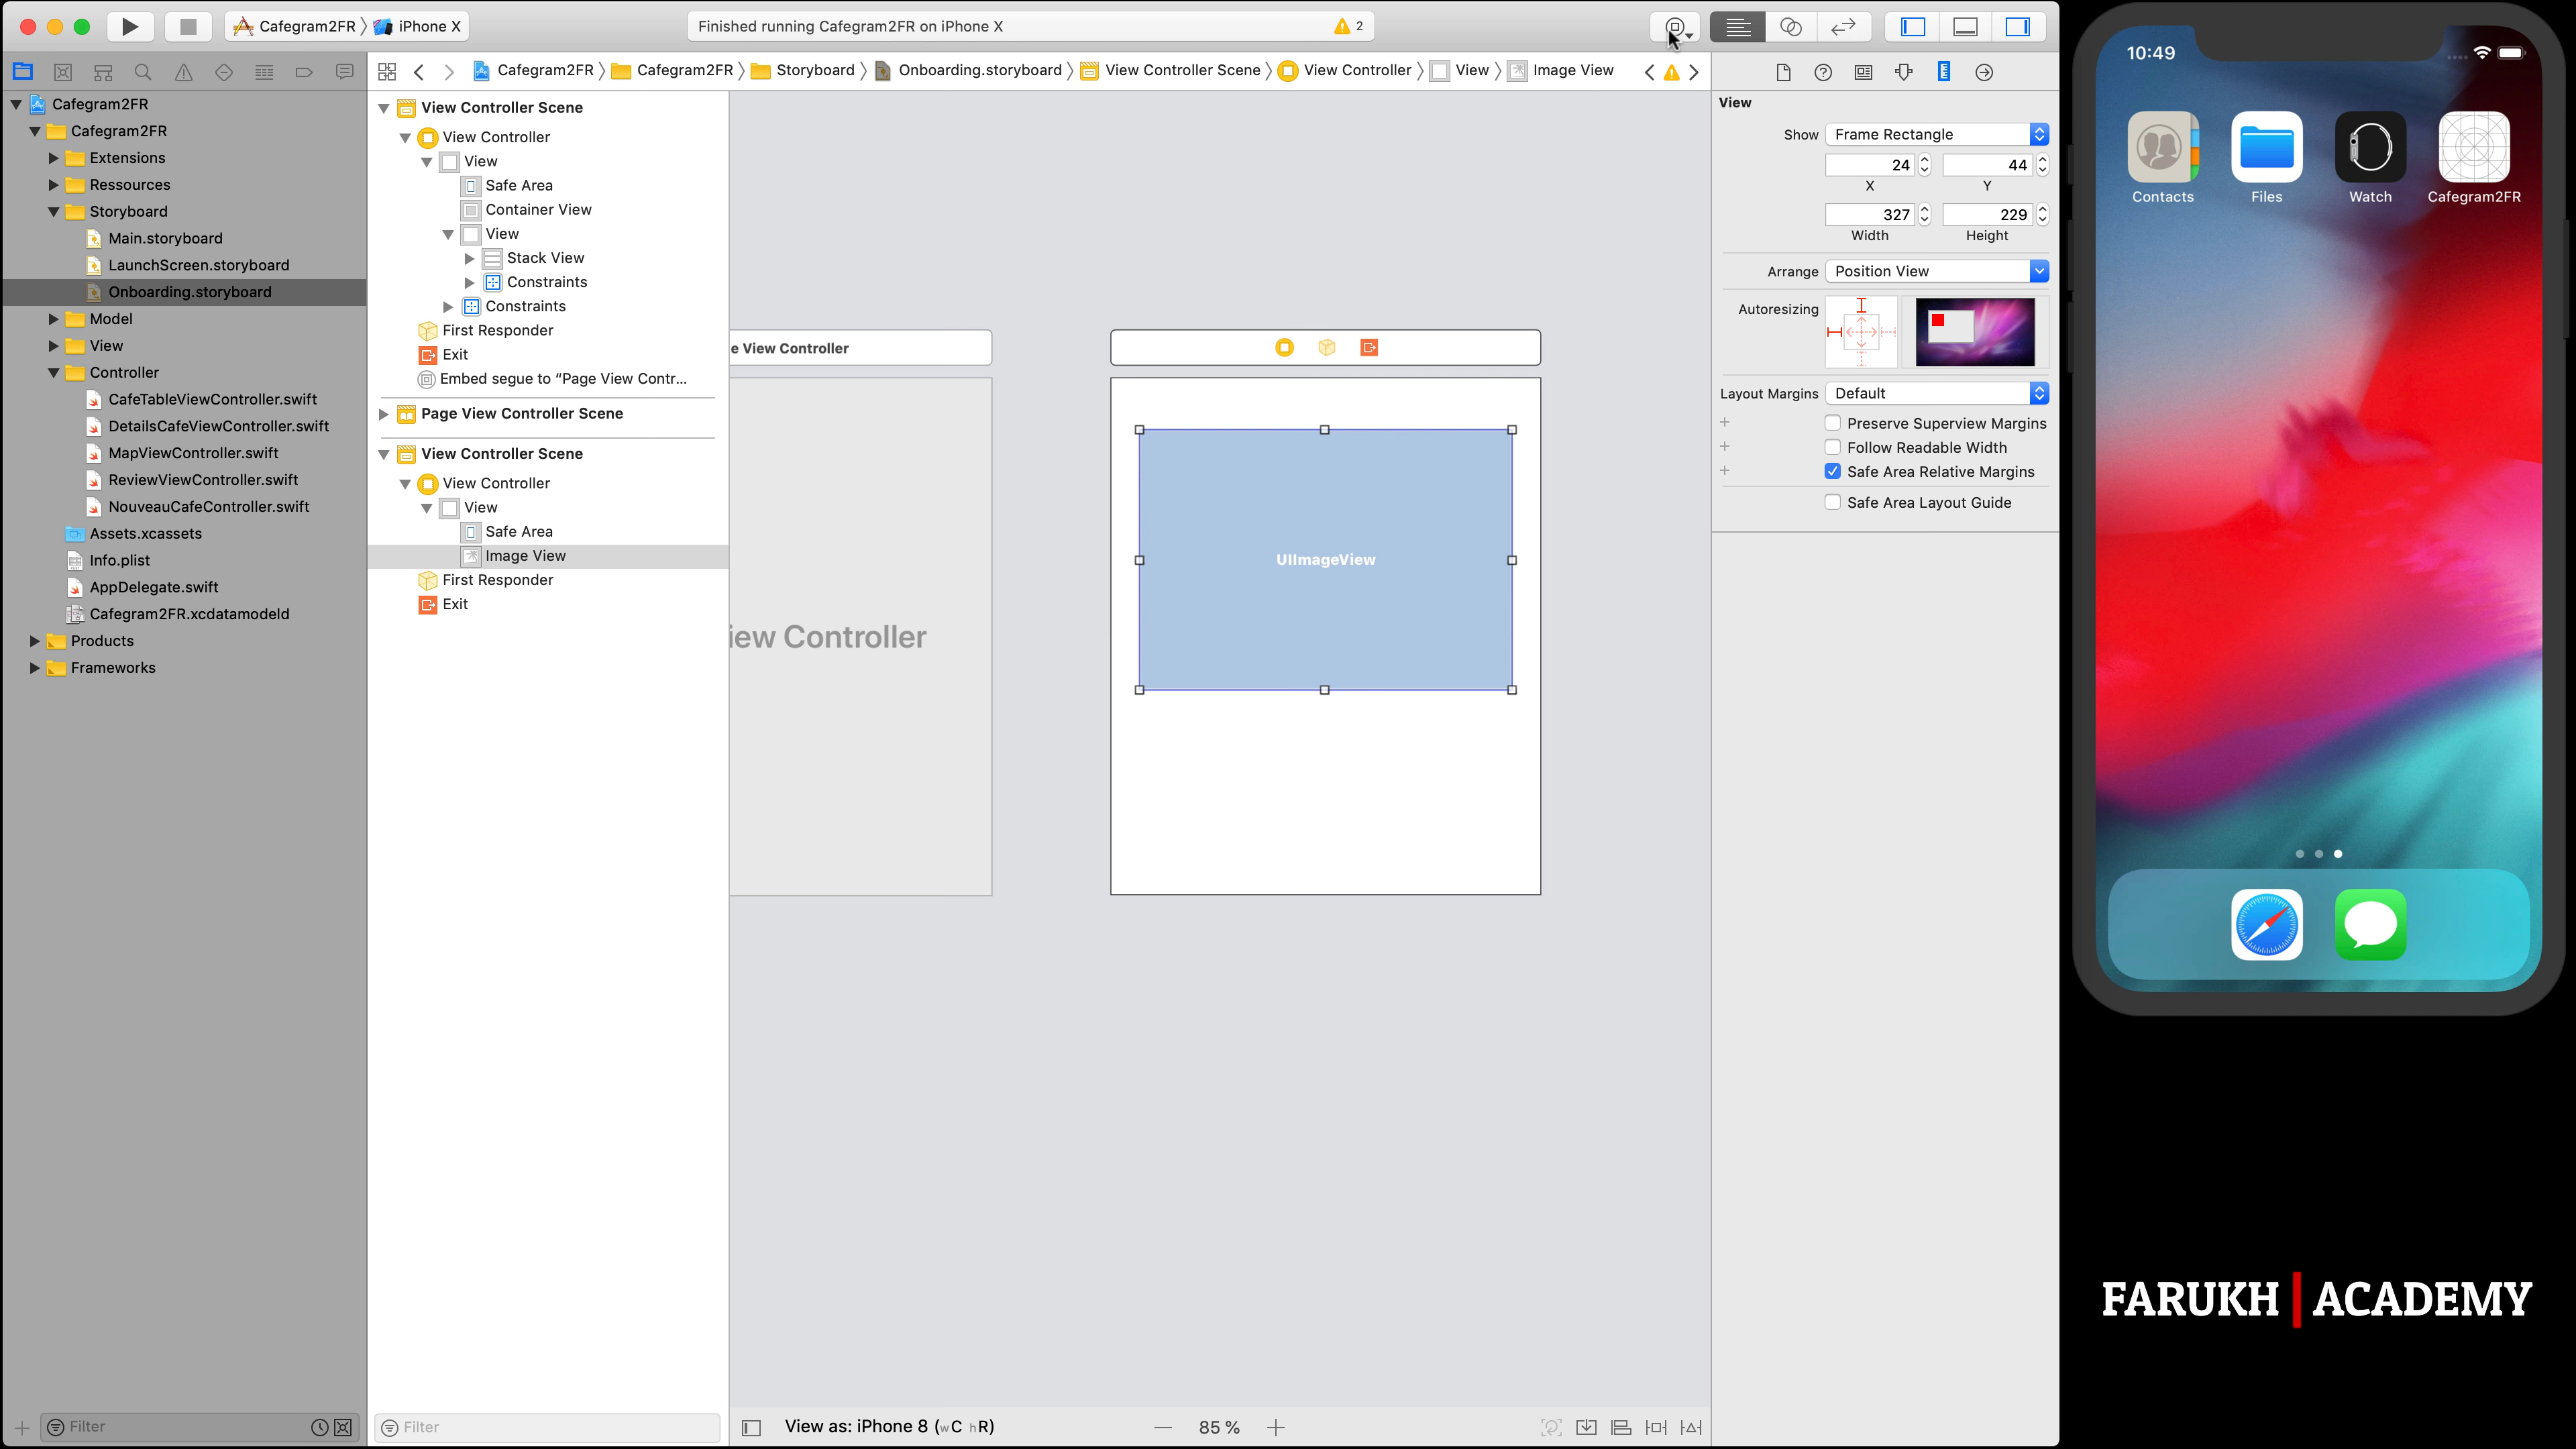 Cafegram2FR 〉 iPhone X
Finished running Cafegram2FR on iPhone X
2
Cafegram2FR
Cafegram2FR
Extensions
Ressources
Storyboard
Main.storyboard
LaunchScreen.storyboard
Onboarding.storyboard
Model
View
Controller
CafeTableViewController.swift
DetailsCafeViewController.swift
MapViewController.swift
ReviewViewController.swift
NouveauCafeController.swift
Assets.xcassets
Info.plist
AppDelegate.swift
Cafegram2FR.xcdatamodeld
Products
Frameworks
Filter
Cafegram2FR 〉 Cafegram2FR 〉 Storyboard 〉 Onboarding.storyboard 〉 View Controller Scene 〉 View Controller 〉 View 〉 Image View
View Controller Scene
View Controller
View
Safe Area
Container View
View
Stack View
Constraints
Constraints
First Responder
Exit
Embed segue to “Page View Contr...
Page View Controller Scene
View Controller Scene
View Controller
View
Safe Area
Image View
First Responder
Exit
Filter
e View Controller
iew Controller
UIImageView
View as: iPhone 8 (wC hR)
85 %
View
Show Frame Rectangle
24 44
X Y
327 229
Width Height
Arrange Position View
Autoresizing
Layout Margins Default
Preserve Superview Margins
Follow Readable Width
Safe Area Relative Margins
Safe Area Layout Guide
10:49
Contacts Files Watch Cafegram2FR
FARUKH | ACADEMY